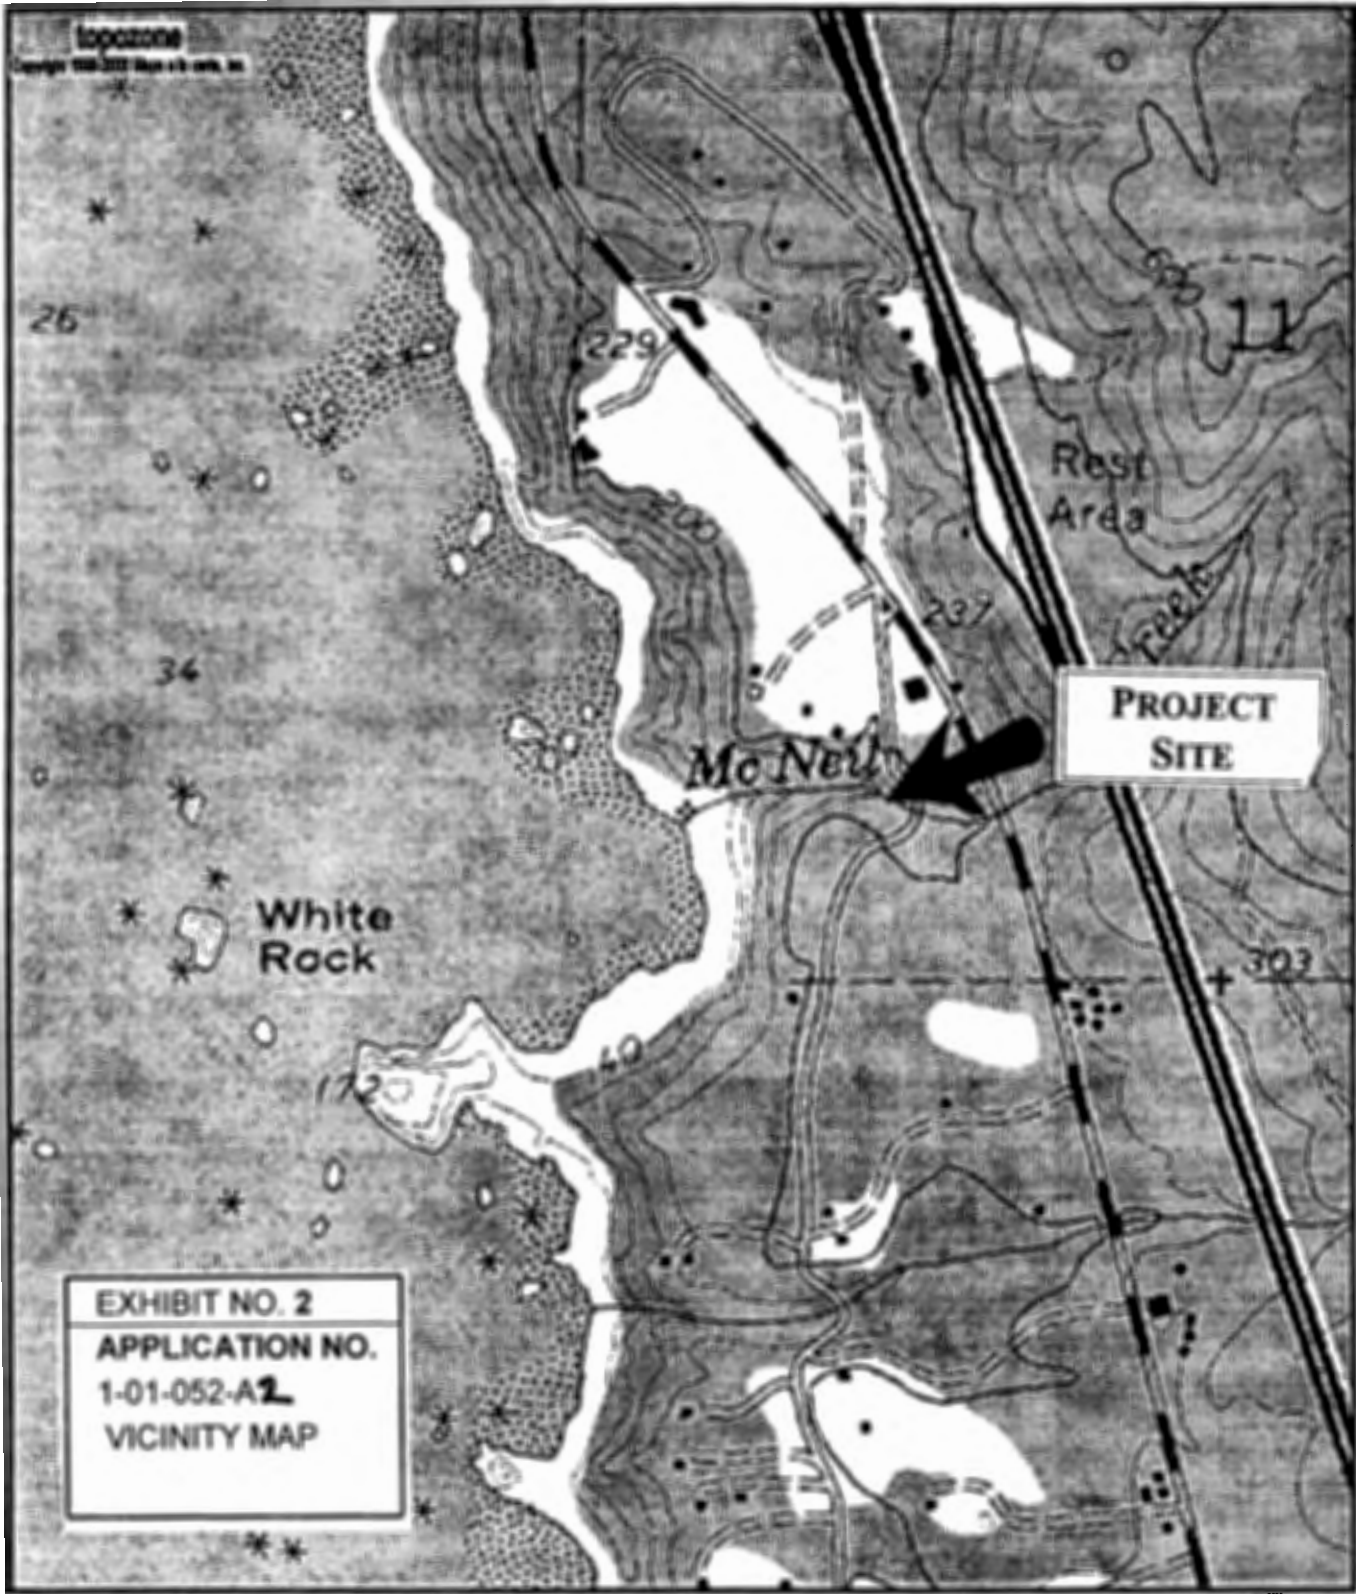 topozone
26
229
11
Rest
Area
200
237
34
PROJECT
SITE
Mc Neil
White
Rock
303
40
172
EXHIBIT NO. 2
APPLICATION NO.
1-01-052-A2
VICINITY MAP